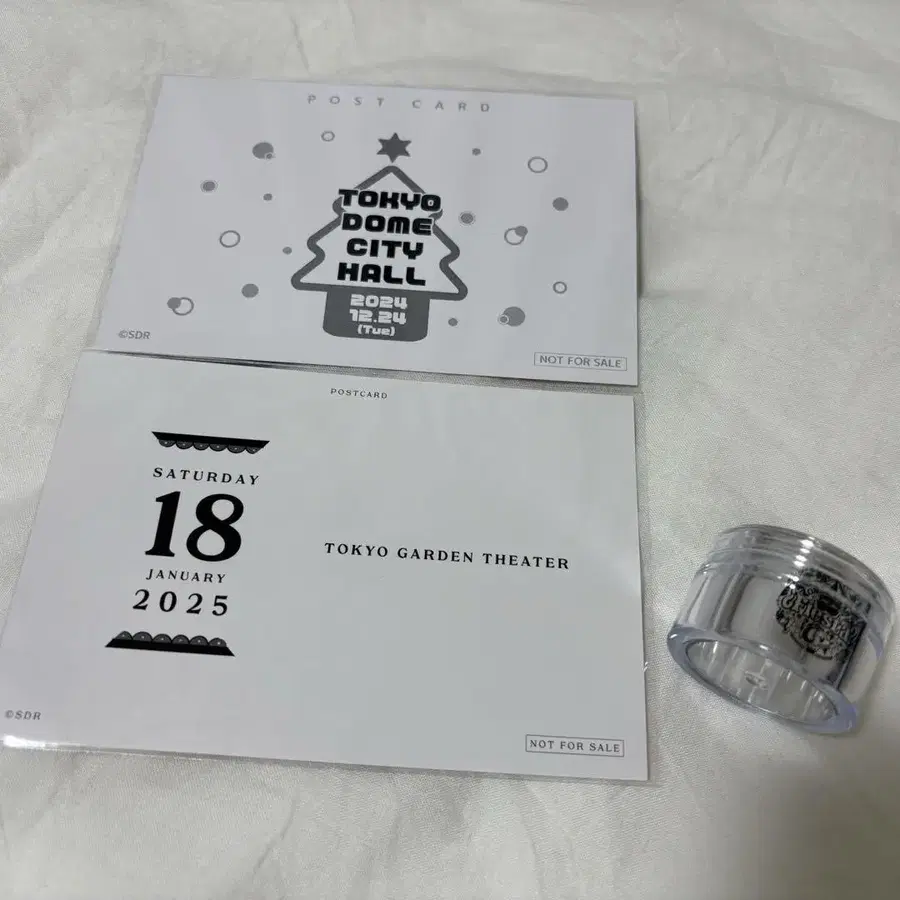 POST CARD
TOKYO
DOME
CITY
HALL
2024
12.24
(Tue)
©SDR
NOT FOR SALE
POSTCARD
SATURDAY
18
JANUARY
2025
TOKYO GARDEN THEATER
©SDR
NOT FOR SALE